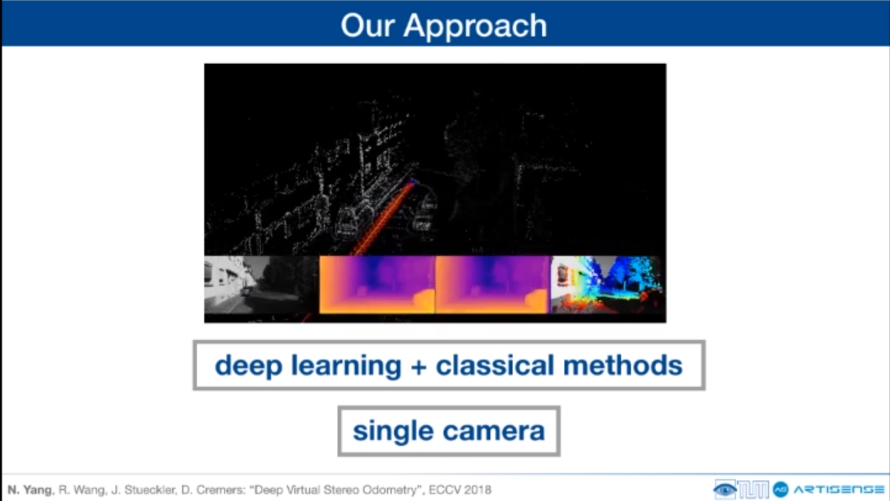 Our Approach
deep learning + classical methods
single camera
N. Yang, R. Wang, J. Stueckler, D. Cremers: "Deep Virtual Stereo Odometry", ECCV 2018
TUM
ARTISENSE